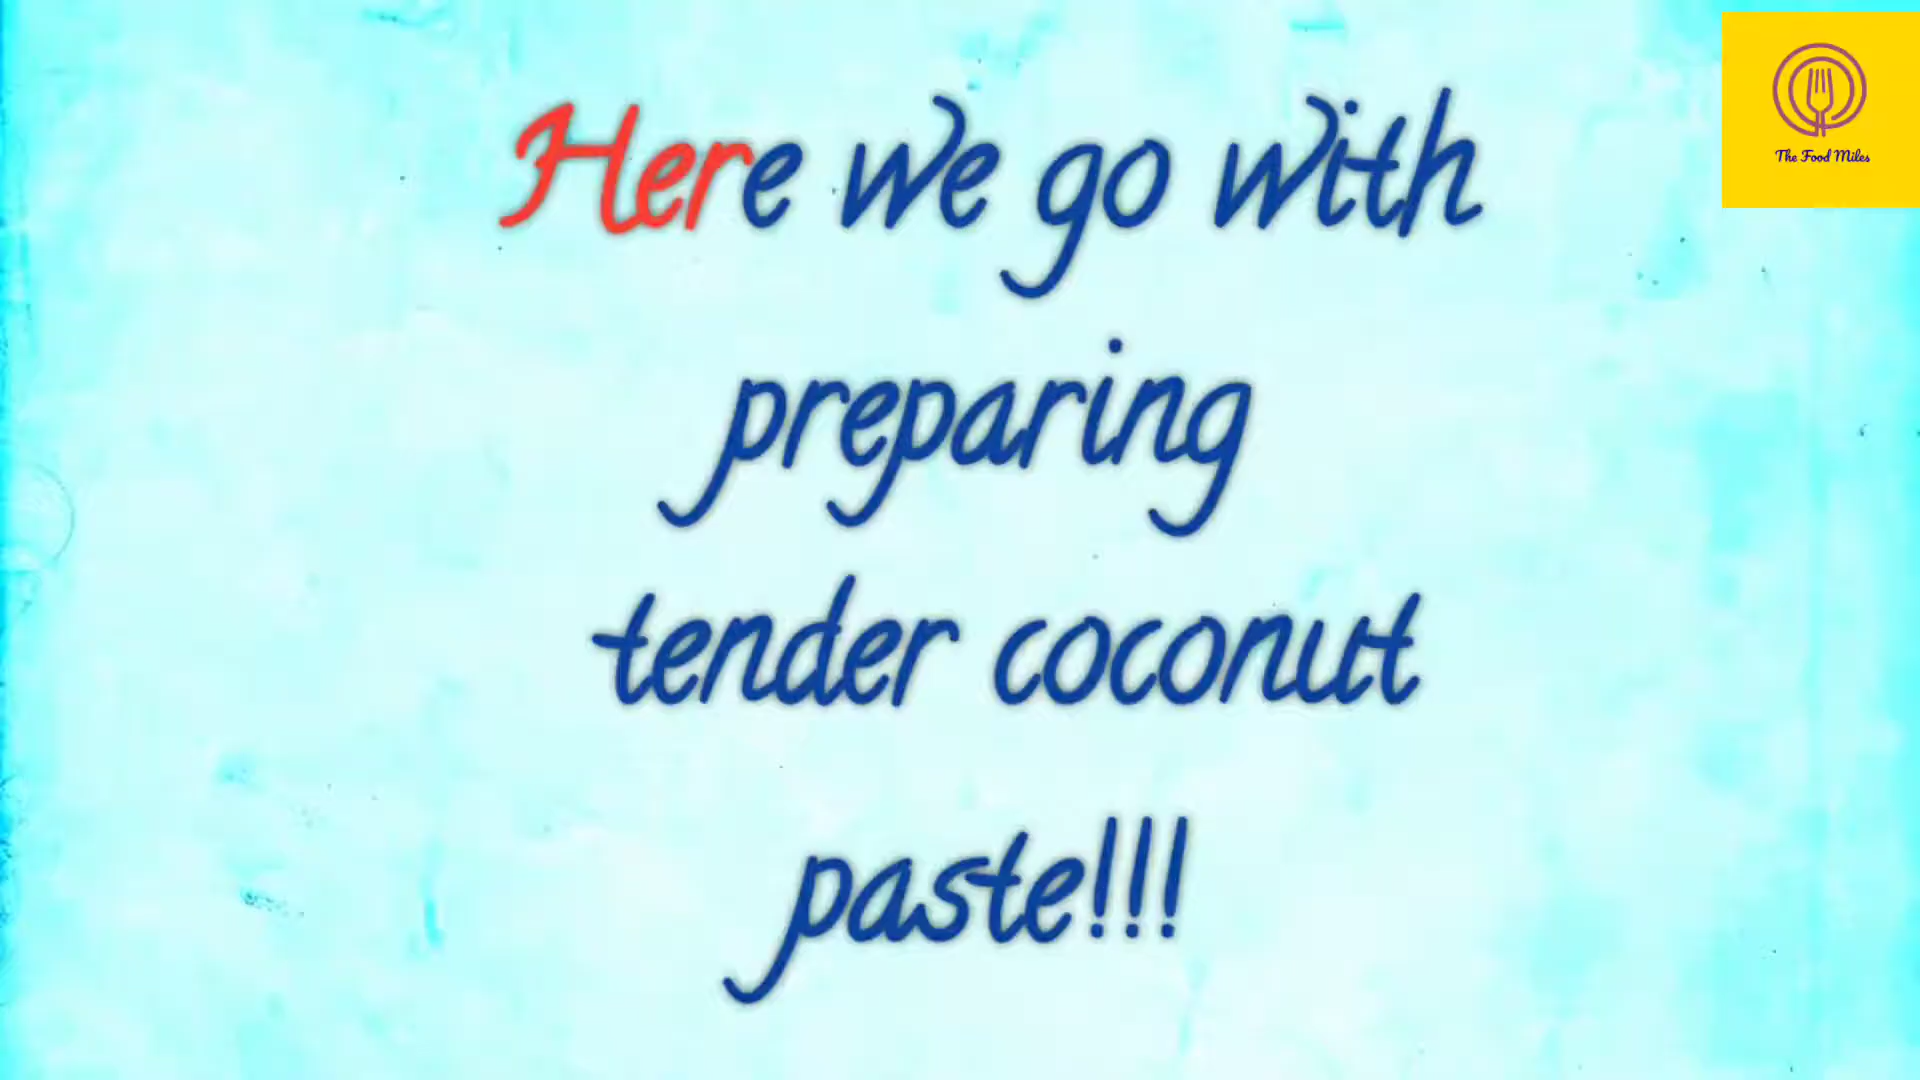 Here we go with
preparing
tender coconut
paste!!!
The Food Miles